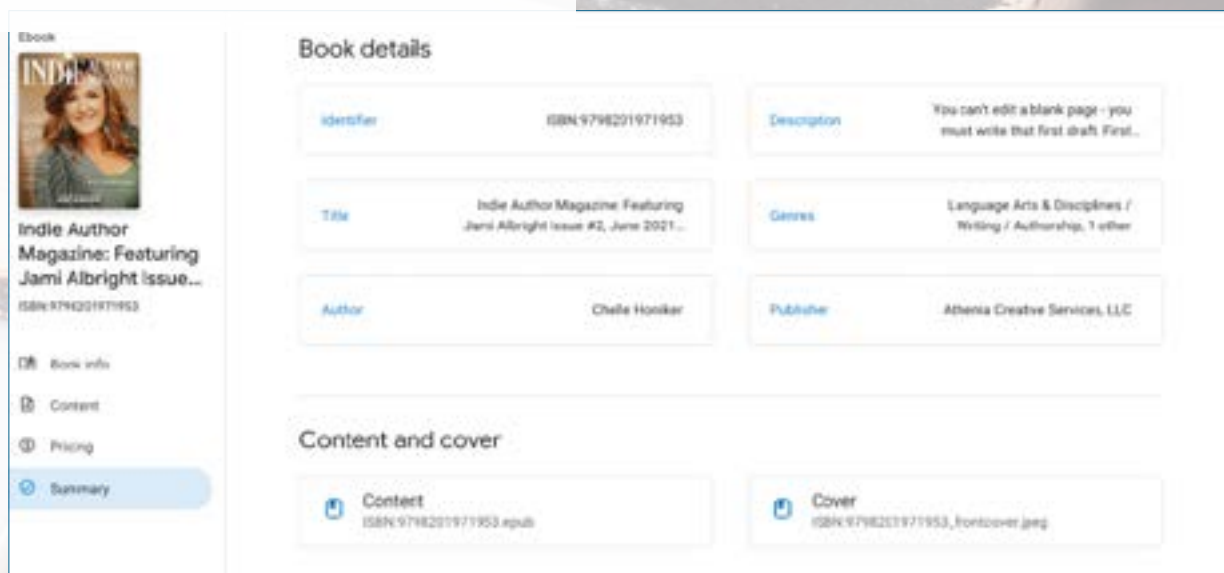 Ebook
INDIE AUTHOR
MAGAZINE
Indie Author
Magazine: Featuring
Jami Albright Issue...
ISBN:9798201971953
Book info
Content
Pricing
Summary
Book details
Identifier ISBN:9798201971953
Description You can't edit a blank page - you
must write that first draft. First...
Title Indie Author Magazine: Featuring
Jami Albright Issue #2, June 2021...
Genres Language Arts & Disciplines /
Writing / Authorship, 1 other
Author Chelle Honiker
Publisher Athenia Creative Services, LLC
Content and cover
Content
ISBN:9798201971953.epub
Cover
ISBN:9798201971953_frontcover.jpeg